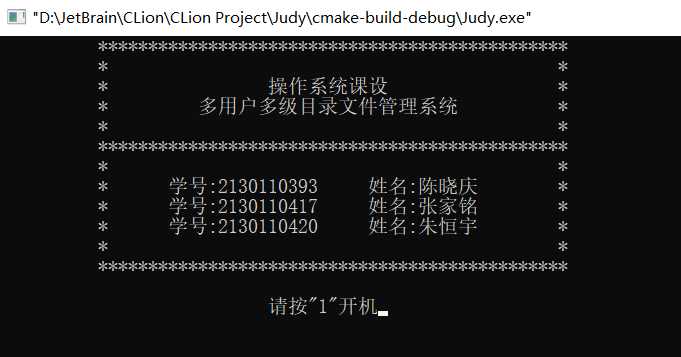 "D:\JetBrain\CLion\CLion Project\Judy\cmake-build-debug\Judy.exe"
***********************************************
* *
* 操作系统课设 *
* 多用户多级目录文件管理系统 *
* *
***********************************************
* *
* 学号:2130110393 姓名:陈晓庆 *
* 学号:2130110417 姓名:张家铭 *
* 学号:2130110420 姓名:朱恒宇 *
* *
***********************************************
请按"1"开机